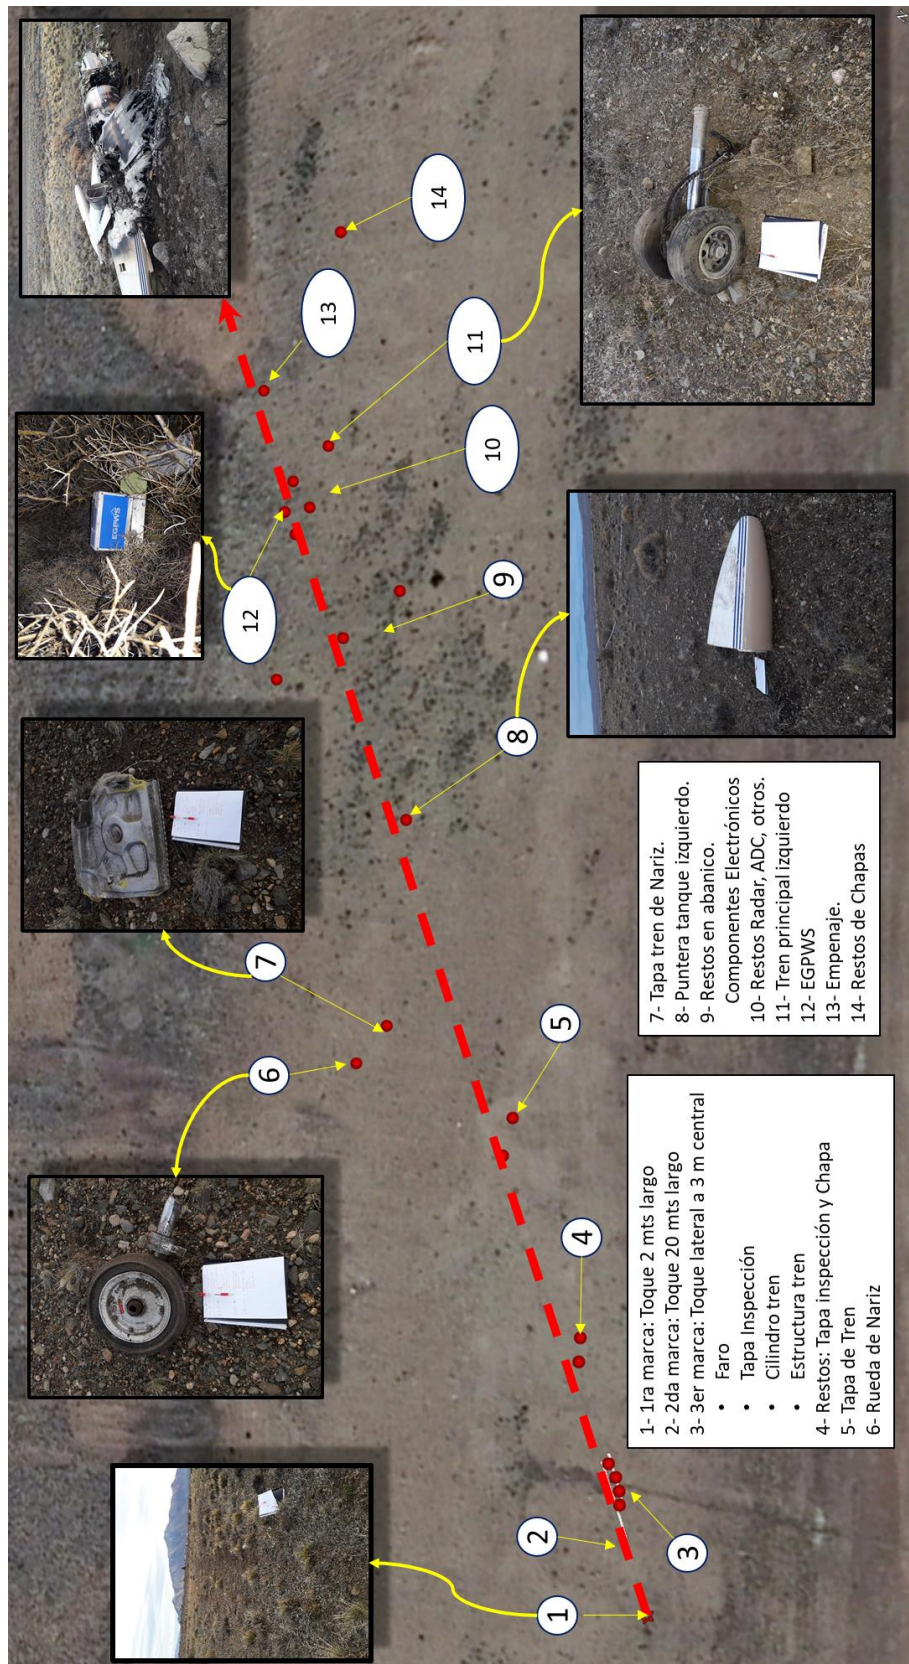 1
2
3
4
5
6
7
8
9
10
11
12
13
14
EGPWS
1- 1ra marca: Toque 2 mts largo
2- 2da marca: Toque 20 mts largo
3- 3er marca: Toque lateral a 3 m central
• Faro
• Tapa Inspección
• Cilindro tren
• Estructura tren
4- Restos: Tapa inspección y Chapa
5- Tapa de Tren
6- Rueda de Nariz
7- Tapa tren de Nariz.
8- Puntera tanque izquierdo.
9- Restos en abanico.
Componentes Electrónicos
10- Restos Radar, ADC, otros.
11- Tren principal izquierdo
12- EGPWS
13- Empenaje.
14- Restos de Chapas